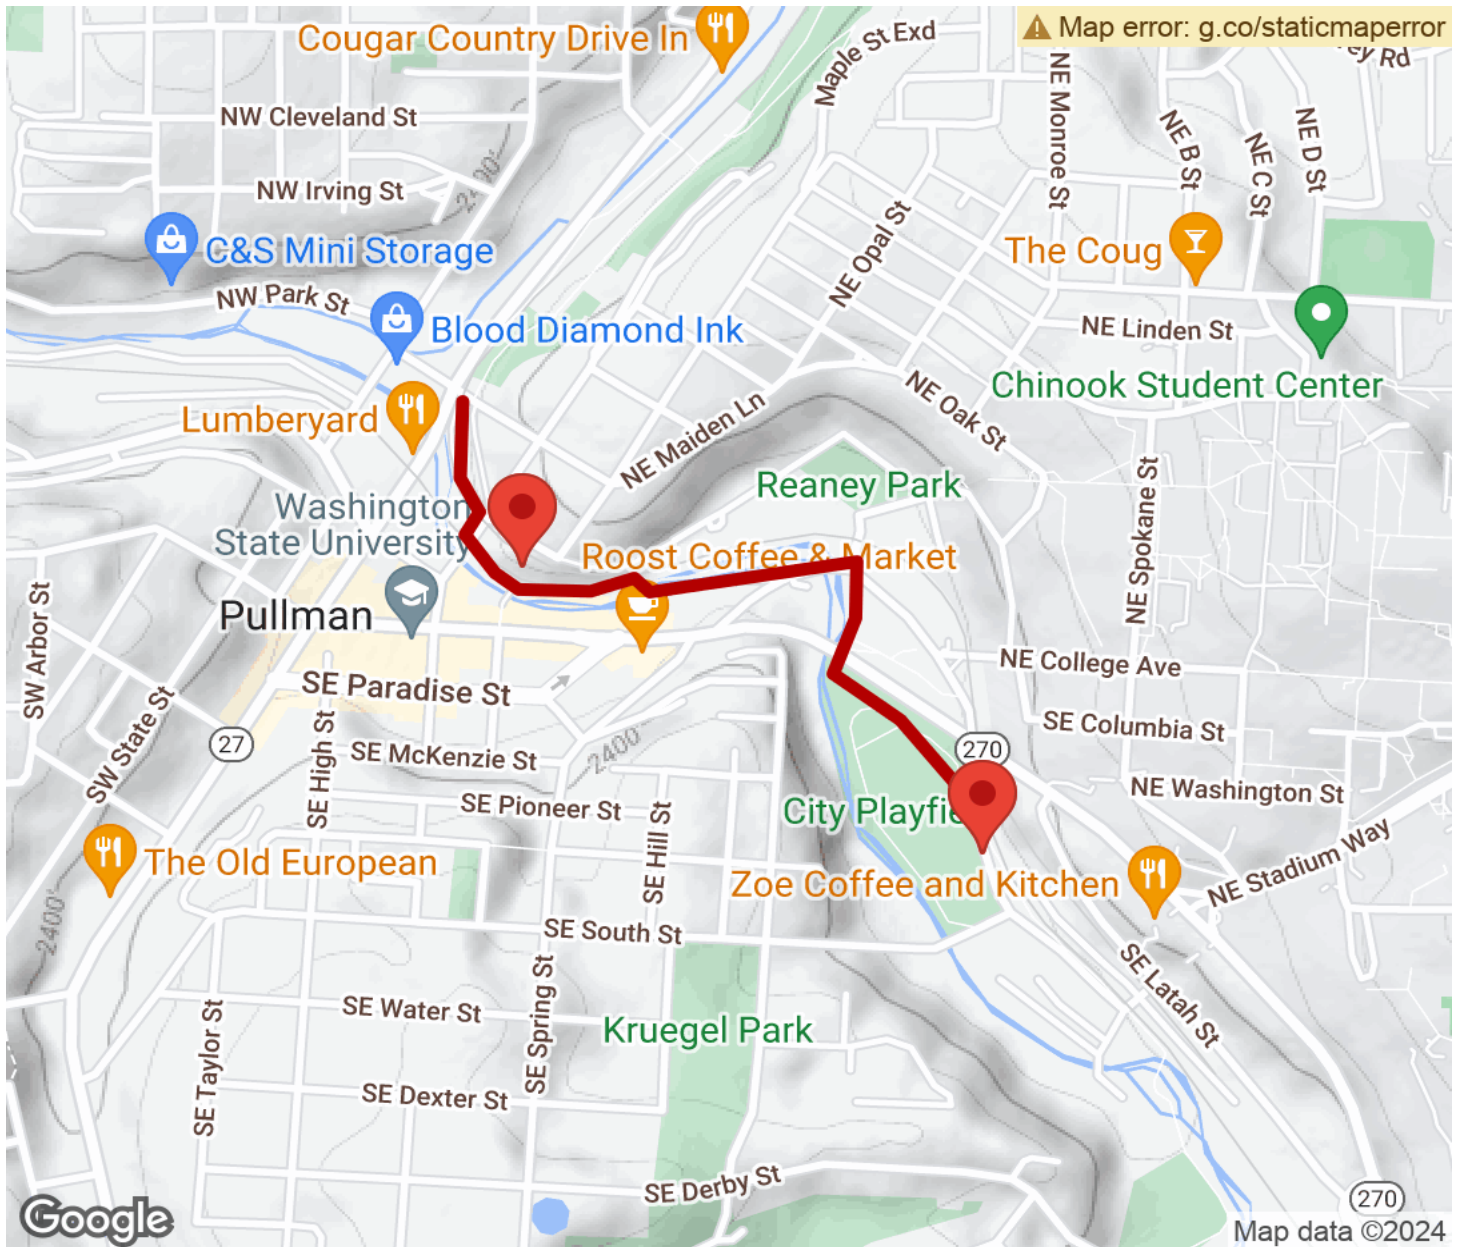 Cougar Country Drive In
Map error: g.co/staticmaperror
ey Rd
Maple St Exd
NW Cleveland St
NE Monroe St
NE B St
NE C St
NE D St
2400'
NW Irving St
NE Opal St
C&S Mini Storage
The Coug
NW Park St
Blood Diamond Ink
NE Linden St
Chinook Student Center
Lumberyard
NE Maiden Ln
NE Oak St
Reaney Park
Washington
State University
NE Spokane St
Roost Coffee & Market
Pullman
SW Arbor St
NE College Ave
SE Paradise St
SE Columbia St
SW State St
27
SE High St
SE McKenzie St
2400
270
NE Washington St
SE Pioneer St
City Playfie
SE Hill St
The Old European
Zoe Coffee and Kitchen
NE Stadium Way
2400'
SE South St
SE Latah St
SE Spring St
SE Water St
SE Taylor St
Kruegel Park
SE Dexter St
SE Derby St
270
Google
Map data ©2024